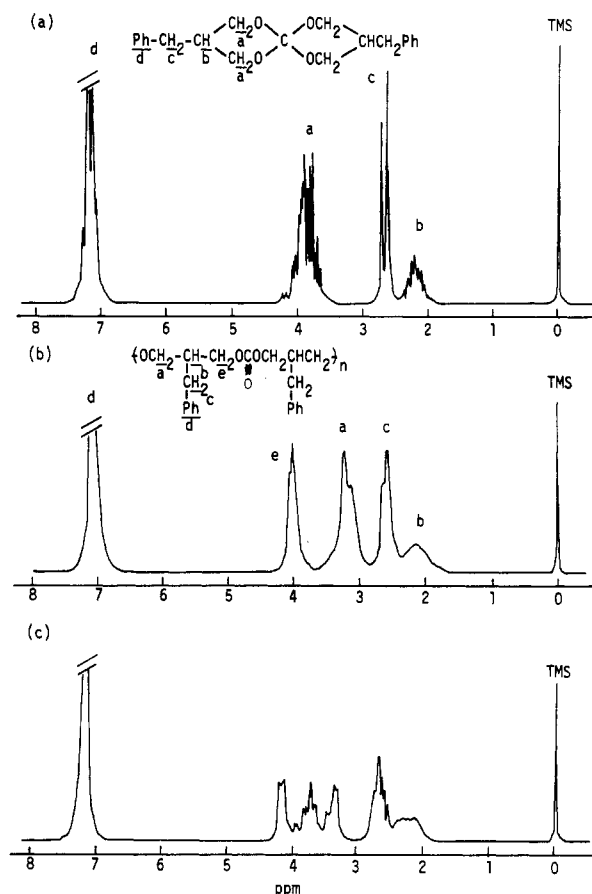 (a)
TMS
CH2O OCH2
Ph-CH2-CH C CHCH2Ph
CH2O OCH2
d c b a a
d
c
a
b
8 7 6 5 4 3 2 1 0
(b)
{OCH2-CH-CH2OCOCH2CHCH2}n
a b e O
CH2 c CH2
Ph Ph
d
TMS
d
e a c
b
8 7 6 5 4 3 2 1 0
(c)
TMS
8 7 6 5 4 3 2 1 0
ppm